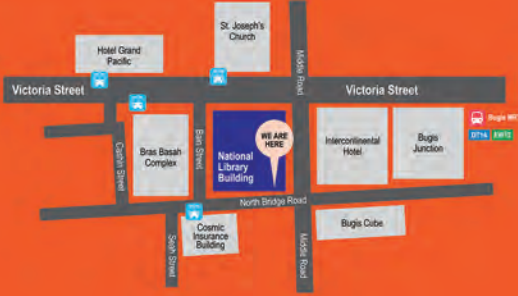 St. Joseph's
Church
Hotel Grand
Pacific
Middle Road
Victoria Street
Victoria Street
Bugis MRT
DT14
EW12
WE ARE
HERE
Cashin Street
Bras Basah
Complex
Bain Street
National
Library
Building
Intercontinental
Hotel
Bugis
Junction
North Bridge Road
Seah Street
Cosmic
Insurance
Building
Middle Road
Bugis Cube